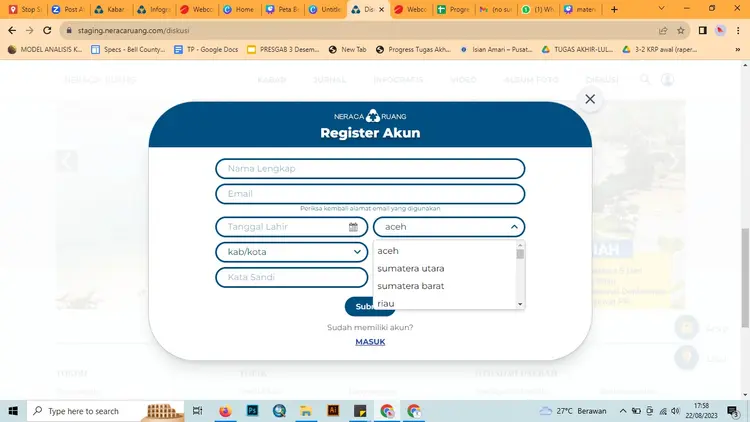 Stop S
Post A
Kabar
Infogr
Webco
Home
Peta E
Untitle
Dis
Webco
Progre
(no su
(1) Wh
mater
staging.neracaruang.com/diskusi
MODEL ANALISIS K...
Specs - Bell County...
TP - Google Docs
PRESGAB 3 Desem...
New Tab
Progress Tugas Akh...
Isian Amari – Pusat...
TUGAS AKHIR-LUL...
3-2 KRP awal (raper...
NERACA RUANG
KABAR
JURNAL
INFOGRAFIS
VIDEO
ALBUM FOTO
DISKUSI
NERACA RUANG
Register Akun
Nama Lengkap
Email
Periksa kembali alamat email yang digunakan
Tanggal Lahir
aceh
kab/kota
aceh
Kata Sandi
sumatera utara
sumatera barat
riau
Sub
Sudah memiliki akun?
MASUK
Type here to search
27°C Berawan
17:58
22/08/2023
3